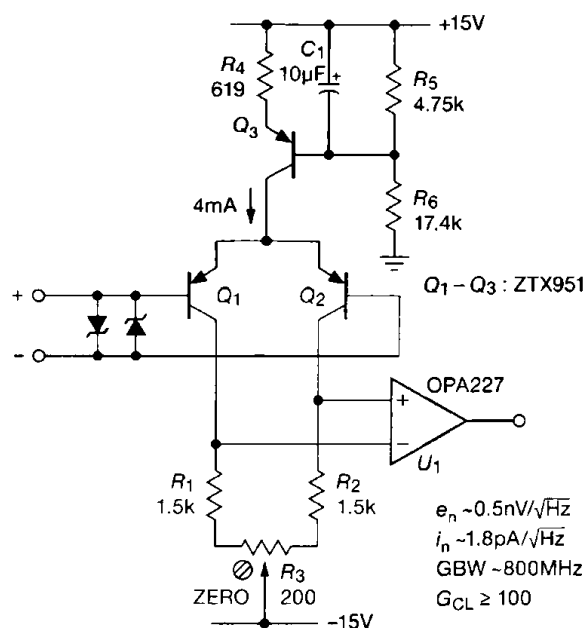 +15V
C1
10μF +
R4
619
R5
4.75k
Q3
4mA
R6
17.4k
Q1 – Q3 : ZTX951
+
Q1
Q2
-
OPA227
+
−
U1
R1
1.5k
R2
1.5k
en ~0.5nV/√Hz
in ~1.8pA/√Hz
GBW ~800MHz
GCL ≥ 100
R3
ZERO
200
−15V